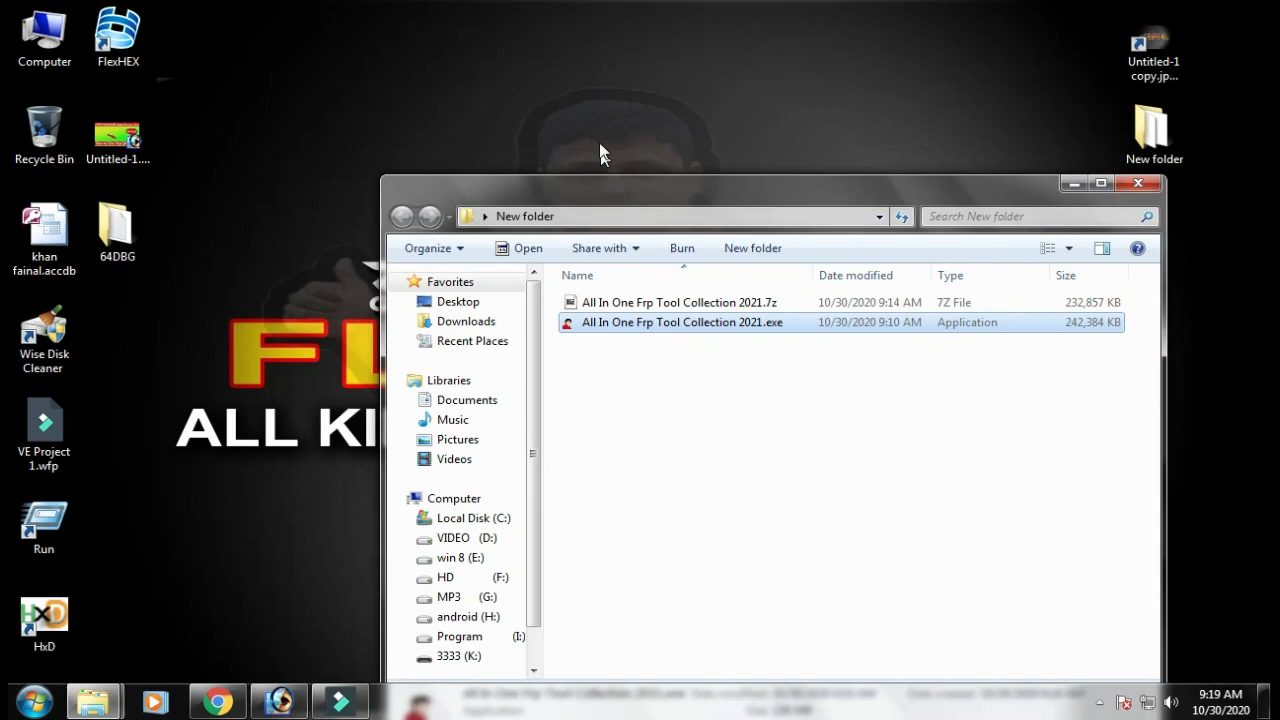 Computer
FlexHEX
Recycle Bin
Untitled-1....
khan
fainal.accdb
64DBG
Wise Disk
Cleaner
VE Project
1.wfp
Run
HxD
HxD
Untitled-1
copy.jp...
New folder
ALL KI
New folder
Search New folder
Organize
Open
Share with
Burn
New folder
Name
Date modified
Type
Size
All In One Frp Tool Collection 2021.7z 10/30/2020 9:14 AM 7Z File 232,857 KB
All In One Frp Tool Collection 2021.exe 10/30/2020 9:10 AM Application 242,384 KB
Favorites
Desktop
Downloads
Recent Places
Libraries
Documents
Music
Pictures
Videos
Computer
Local Disk (C:)
VIDEO (D:)
win 8 (E:)
HD (F:)
MP3 (G:)
android (H:)
Program (I:)
3333 (K:)
9:19 AM
10/30/2020